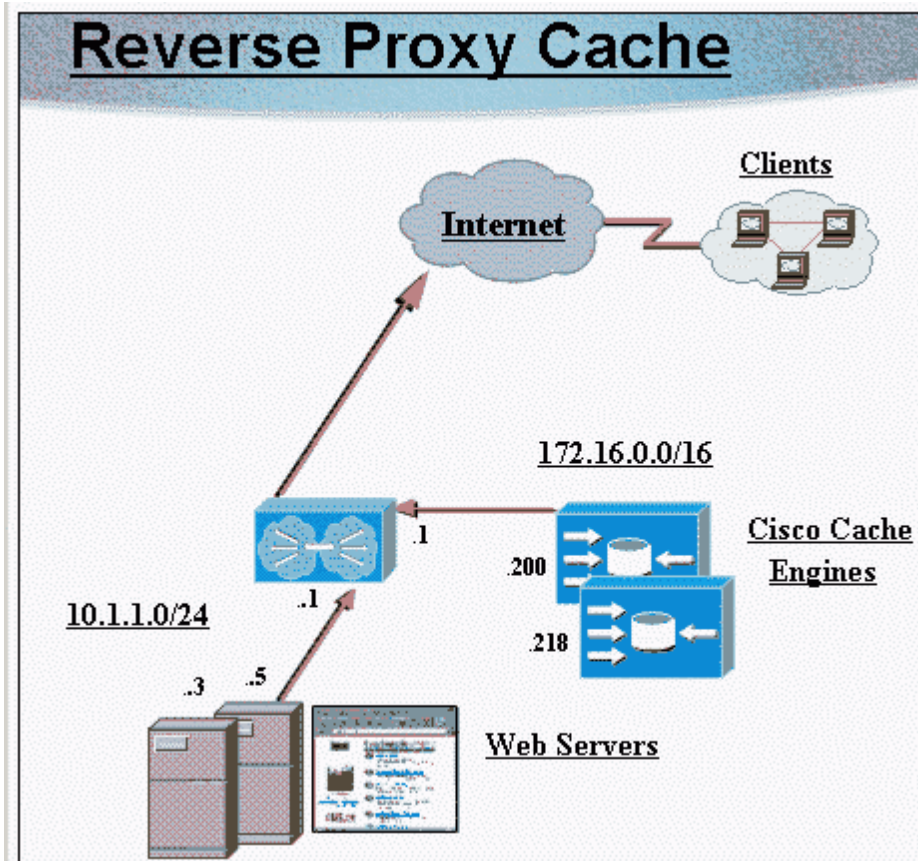 Reverse Proxy Cache
Clients
Internet
172.16.0.0/16
.1
Cisco Cache
Engines
.200
..1
10.1.1.0/24
.218
..3
..5
Web Servers